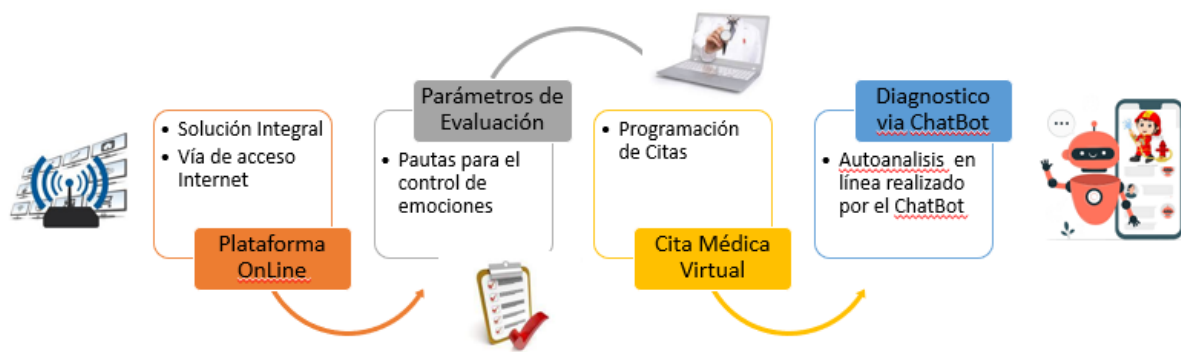 • Solución Integral
• Vía de acceso
Internet
Plataforma
OnLine
Parámetros de
Evaluación
• Pautas para el
control de
emociones
• Programación
de Citas
Cita Médica
Virtual
Diagnostico
via ChatBot
• Autoanalisis en
línea realizado
por el ChatBot